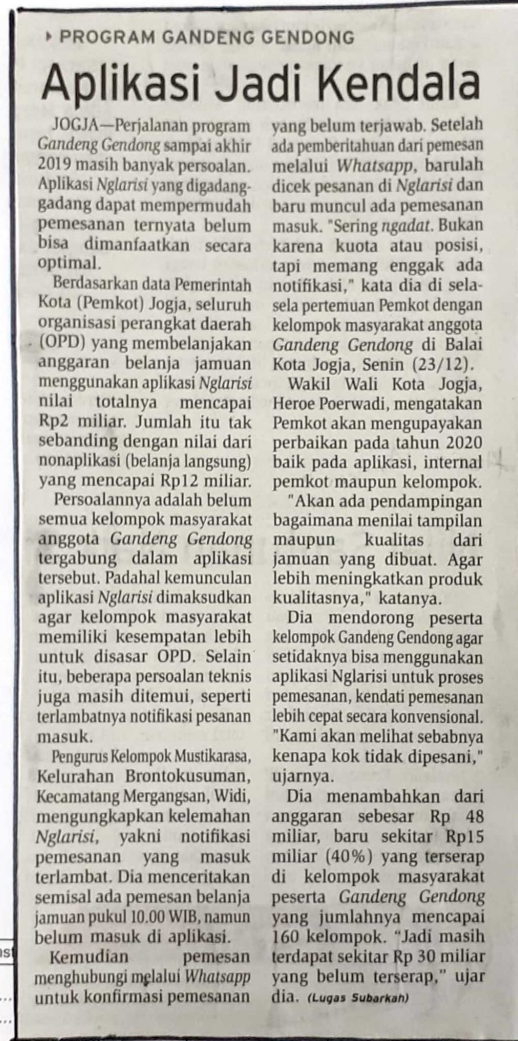 PROGRAM GANDENG GENDONG
Aplikasi Jadi Kendala
JOGJA—Perjalanan program
Gandeng Gendong sampai akhir
2019 masih banyak persoalan.
Aplikasi Nglarisi yang digadang-
gadang dapat mempermudah
pemesanan ternyata belum
bisa dimanfaatkan secara
optimal.
Berdasarkan data Pemerintah
Kota (Pemkot) Jogja, seluruh
organisasi perangkat daerah
(OPD) yang membelanjakan
anggaran belanja jamuan
menggunakan aplikasi Nglarisi
nilai totalnya mencapai
Rp2 miliar. Jumlah itu tak
sebanding dengan nilai dari
nonaplikasi (belanja langsung)
yang mencapai Rp12 miliar.
Persoalannya adalah belum
semua kelompok masyarakat
anggota Gandeng Gendong
tergabung dalam aplikasi
tersebut. Padahal kemunculan
aplikasi Nglarisi dimaksudkan
agar kelompok masyarakat
memiliki kesempatan lebih
untuk disasar OPD. Selain
itu, beberapa persoalan teknis
juga masih ditemui, seperti
terlambatnya notifikasi pesanan
masuk.
Pengurus Kelompok Mustikarasa,
Kelurahan Brontokusuman,
Kecamatang Mergangsan, Widi,
mengungkapkan kelemahan
Nglarisi, yakni notifikasi
pemesanan yang masuk
terlambat. Dia menceritakan
semisal ada pemesan belanja
jamuan pukul 10.00 WIB, namun
belum masuk di aplikasi.
Kemudian pemesan
menghubungi melalui Whatsapp
untuk konfirmasi pemesanan
yang belum terjawab. Setelah
ada pemberitahuan dari pemesan
melalui Whatsapp, barulah
dicek pesanan di Nglarisi dan
baru muncul ada pemesanan
masuk. "Sering ngadat. Bukan
karena kuota atau posisi,
tapi memang enggak ada
notifikasi," kata dia di sela-
sela pertemuan Pemkot dengan
kelompok masyarakat anggota
Gandeng Gendong di Balai
Kota Jogja, Senin (23/12).
Wakil Wali Kota Jogja,
Heroe Poerwadi, mengatakan
Pemkot akan mengupayakan
perbaikan pada tahun 2020
baik pada aplikasi, internal
pemkot maupun kelompok.
"Akan ada pendampingan
bagaimana menilai tampilan
maupun kualitas dari
jamuan yang dibuat. Agar
lebih meningkatkan produk
kualitasnya," katanya.
Dia mendorong peserta
kelompok Gandeng Gendong agar
setidaknya bisa menggunakan
aplikasi Nglarisi untuk proses
pemesanan, kendati pemesanan
lebih cepat secara konvensional.
"Kami akan melihat sebabnya
kenapa kok tidak dipesani,"
ujarnya.
Dia menambahkan dari
anggaran sebesar Rp 48
miliar, baru sekitar Rp15
miliar (40%) yang terserap
di kelompok masyarakat
peserta Gandeng Gendong
yang jumlahnya mencapai
160 kelompok. "Jadi masih
terdapat sekitar Rp 30 miliar
yang belum terserap," ujar
dia. (Lugas Subarkah)